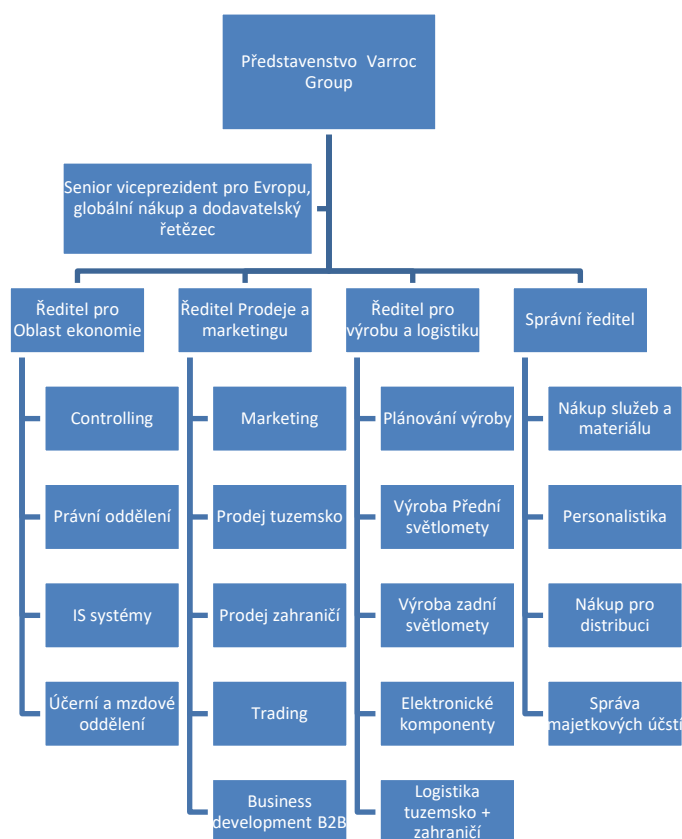 Představenstvo Varroc
Group
Senior viceprezident pro Evropu,
globální nákup a dodavatelský
řetězec
Ředitel pro
Oblast ekonomie
Controlling
Právní oddělení
IS systémy
Účerní a mzdové
oddělení
Ředitel Prodeje a
marketingu
Marketing
Prodej tuzemsko
Prodej zahraničí
Trading
Business
development B2B
Ředitel pro
výrobu a logistiku
Plánování výroby
Výroba Přední
světlomety
Výroba zadní
světlomety
Elektronické
komponenty
Logistika
tuzemsko +
zahraničí
Správní ředitel
Nákup služeb a
materiálu
Personalistika
Nákup pro
distribuci
Správa
majetkových účstí